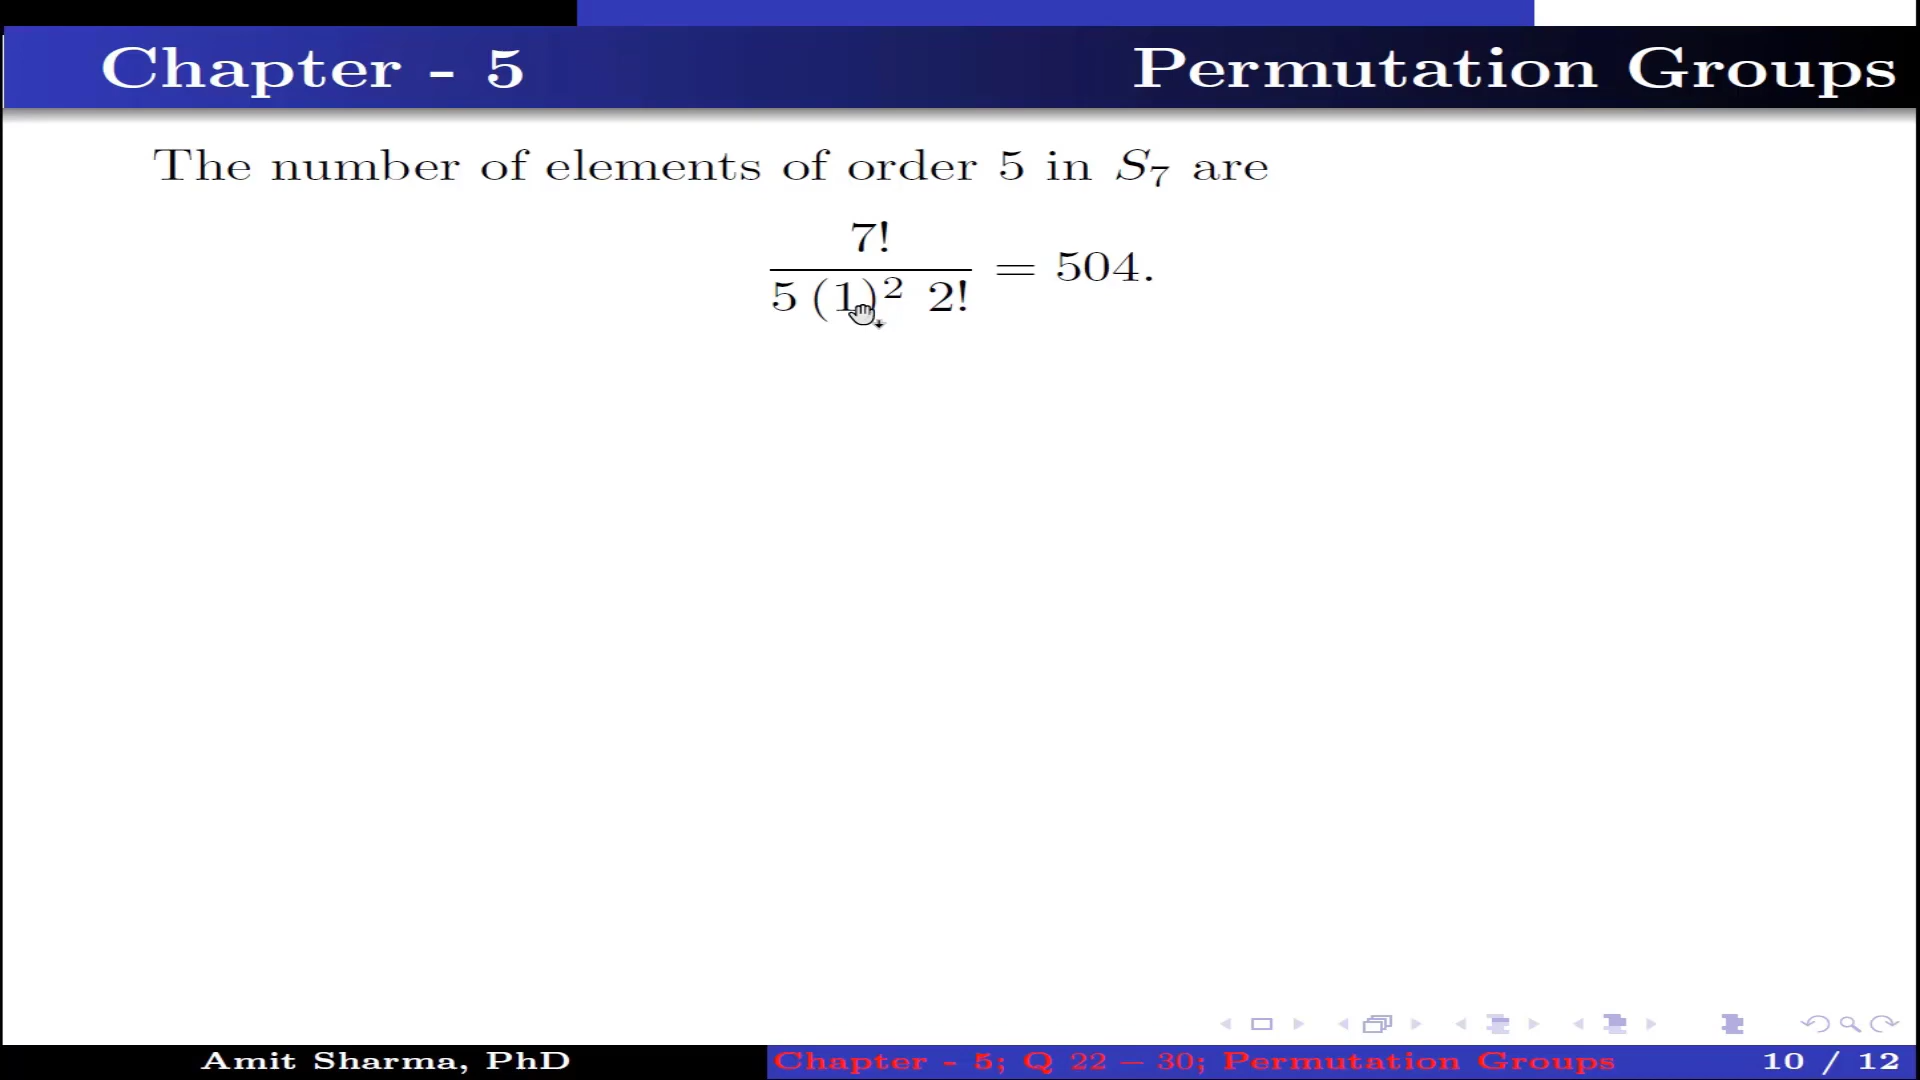 Chapter - 5 Permutation Groups
The number of elements of order 5 in S₇ are
7!
5 (1)² 2!
= 504.
Amit Sharma, PhD Chapter - 5; Q 22 – 30; Permutation Groups 10 / 12